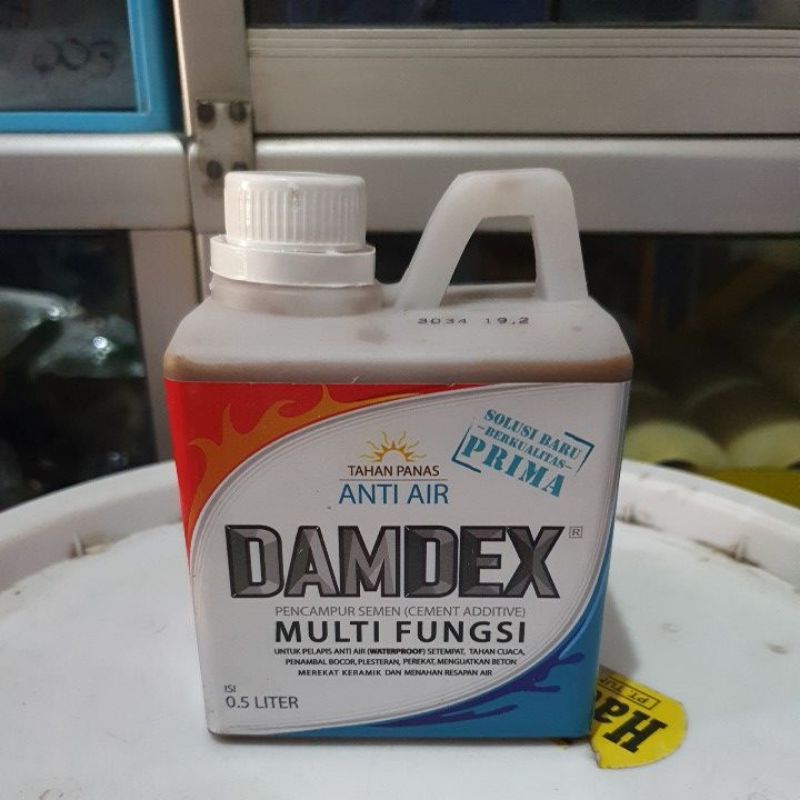 003
3034 19,2
SOLUSI BARU
-BERKUALITAS-
PRIMA
TAHAN PANAS
ANTI AIR
DAMDEX®
PENCAMPUR SEMEN (CEMENT ADDITIVE)
MULTI FUNGSI
UNTUK PELAPIS ANTI AIR (WATERPROOF) SETEMPAT, TAHAN CUACA,
PENAMBAL BOCOR, PLESTERAN, PEREKAT, MENGUATKAN BETON
MEREKAT KERAMIK DAN MENAHAN RESAPAN AIR
ISI
0.5 LITER